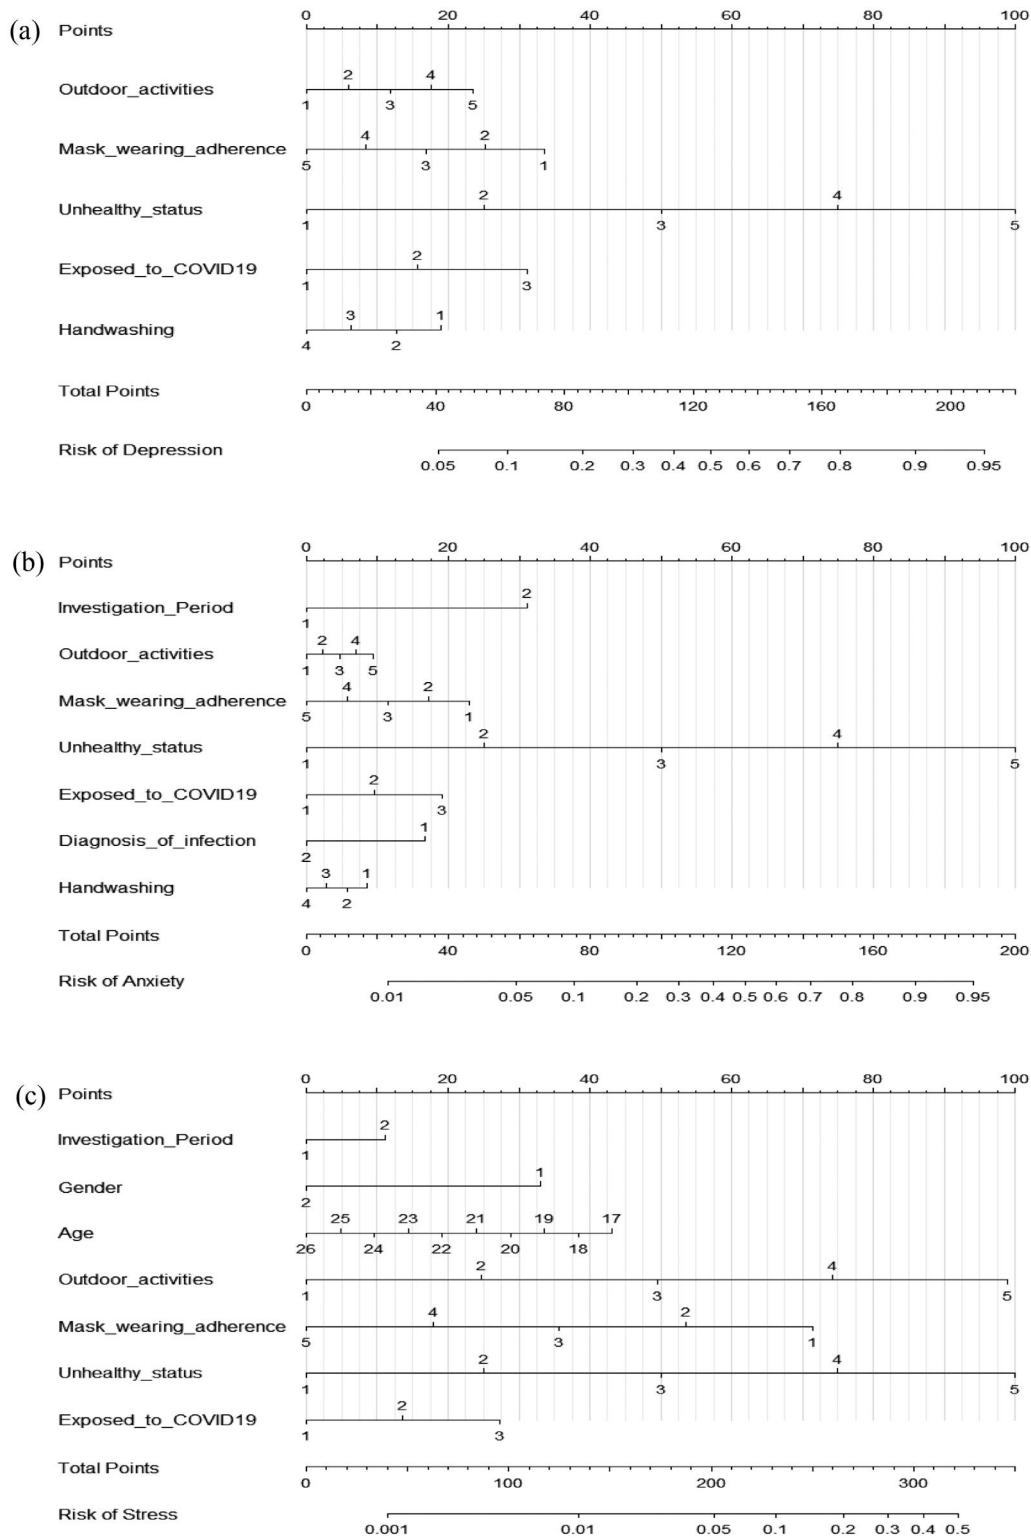 (a) Points 0 20 40 60 80 100
Outdoor_activities 1 2 3 4 5
Mask_wearing_adherence 5 4 3 2 1
Unhealthy_status 1 2 3 4 5
Exposed_to_COVID19 1 2 3
Handwashing 4 3 2 1
Total Points 0 40 80 120 160 200
Risk of Depression 0.05 0.1 0.2 0.3 0.4 0.5 0.6 0.7 0.8 0.9 0.95
(b) Points 0 20 40 60 80 100
Investigation_Period 1 2
Outdoor_activities 1 2 3 4 5
Mask_wearing_adherence 5 4 3 2 1
Unhealthy_status 1 2 3 4 5
Exposed_to_COVID19 1 2 3
Diagnosis_of_infection 2 1
Handwashing 4 3 2 1
Total Points 0 40 80 120 160 200
Risk of Anxiety 0.01 0.05 0.1 0.2 0.3 0.4 0.5 0.6 0.7 0.8 0.9 0.95
(c) Points 0 20 40 60 80 100
Investigation_Period 1 2
Gender 2 1
Age 26 25 24 23 22 21 20 19 18 17
Outdoor_activities 1 2 3 4 5
Mask_wearing_adherence 5 4 3 2 1
Unhealthy_status 1 2 3 4 5
Exposed_to_COVID19 1 2 3
Total Points 0 100 200 300
Risk of Stress 0.001 0.01 0.05 0.1 0.2 0.3 0.4 0.5